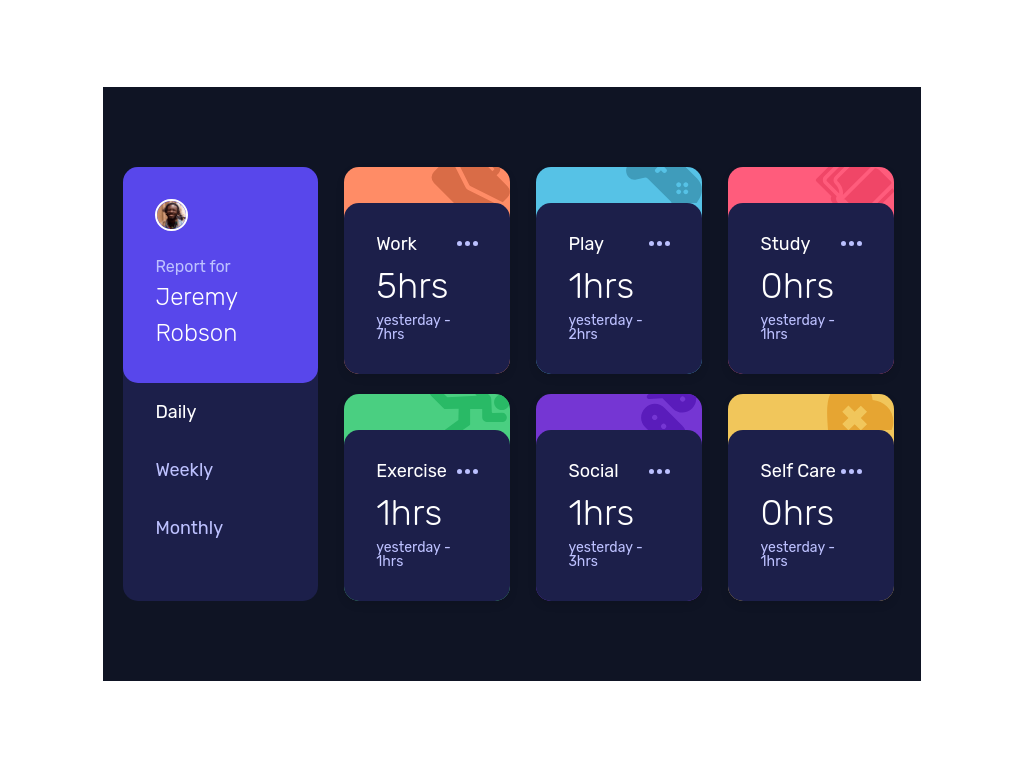 Report for
Jeremy
Robson
Daily
Weekly
Monthly
Work
5hrs
yesterday -
7hrs
Play
1hrs
yesterday -
2hrs
Study
0hrs
yesterday -
1hrs
Exercise
1hrs
yesterday -
1hrs
Social
1hrs
yesterday -
3hrs
Self Care
0hrs
yesterday -
1hrs